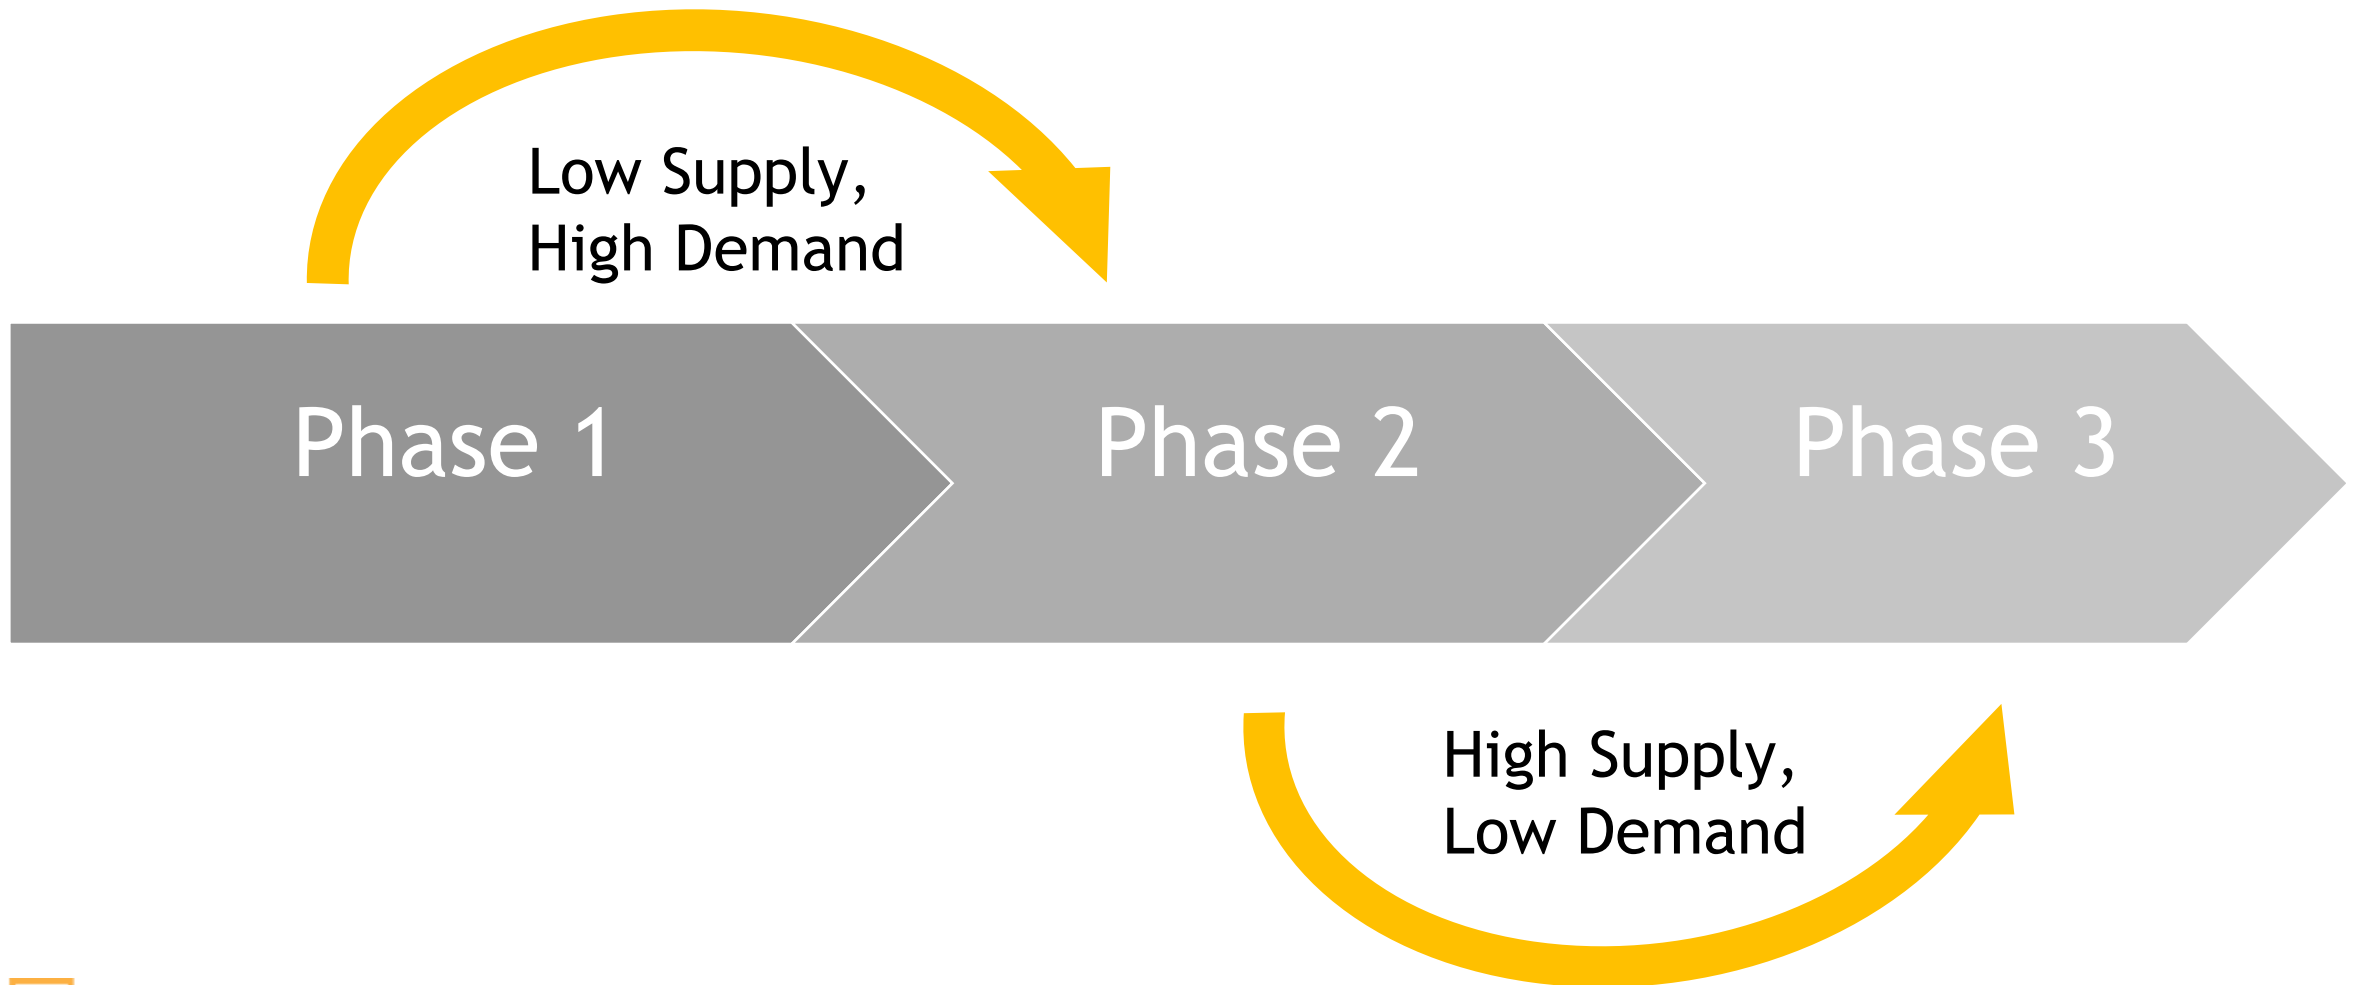 Low Supply,
High Demand
Phase 1
Phase 2
Phase 3
High Supply,
Low Demand